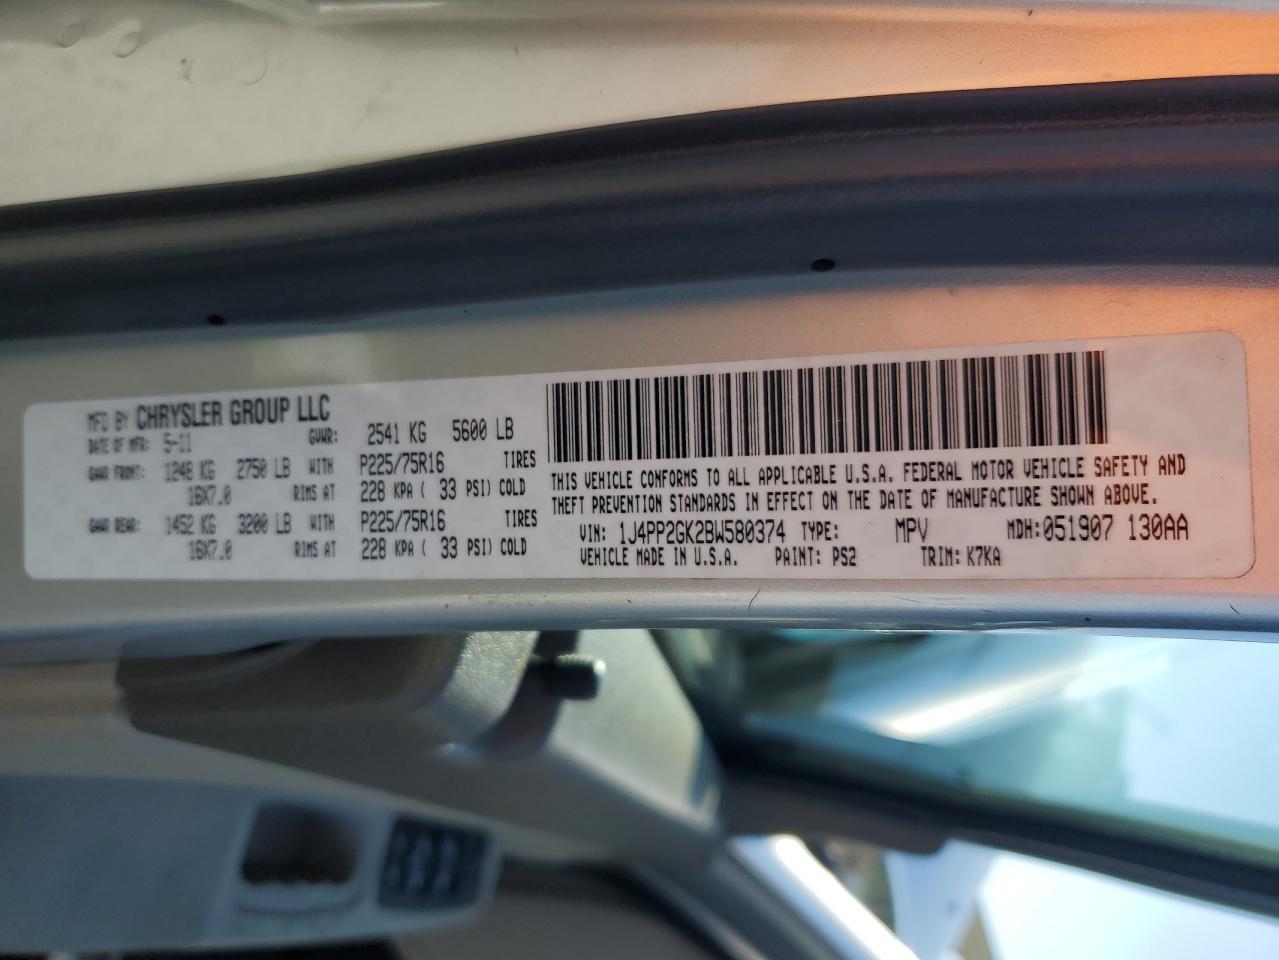 MFD BY CHRYSLER GROUP LLC
DATE OF MFR: 5-11 GVWR: 2541 KG 5600 LB
GAWR FRONT: 1248 KG 2750 LB WITH P225/75R16 TIRES
16X7.0 RIMS AT 228 KPA ( 33 PSI) COLD
GAWR REAR: 1452 KG 3200 LB WITH P225/75R16 TIRES
16X7.0 RIMS AT 228 KPA ( 33 PSI) COLD
THIS VEHICLE CONFORMS TO ALL APPLICABLE U.S.A. FEDERAL MOTOR VEHICLE SAFETY AND
THEFT PREVENTION STANDARDS IN EFFECT ON THE DATE OF MANUFACTURE SHOWN ABOVE.
VIN: 1J4PP2GK2BW580374 TYPE: MPV MDH:051907 130AA
VEHICLE MADE IN U.S.A. PAINT: PS2 TRIM: K7KA